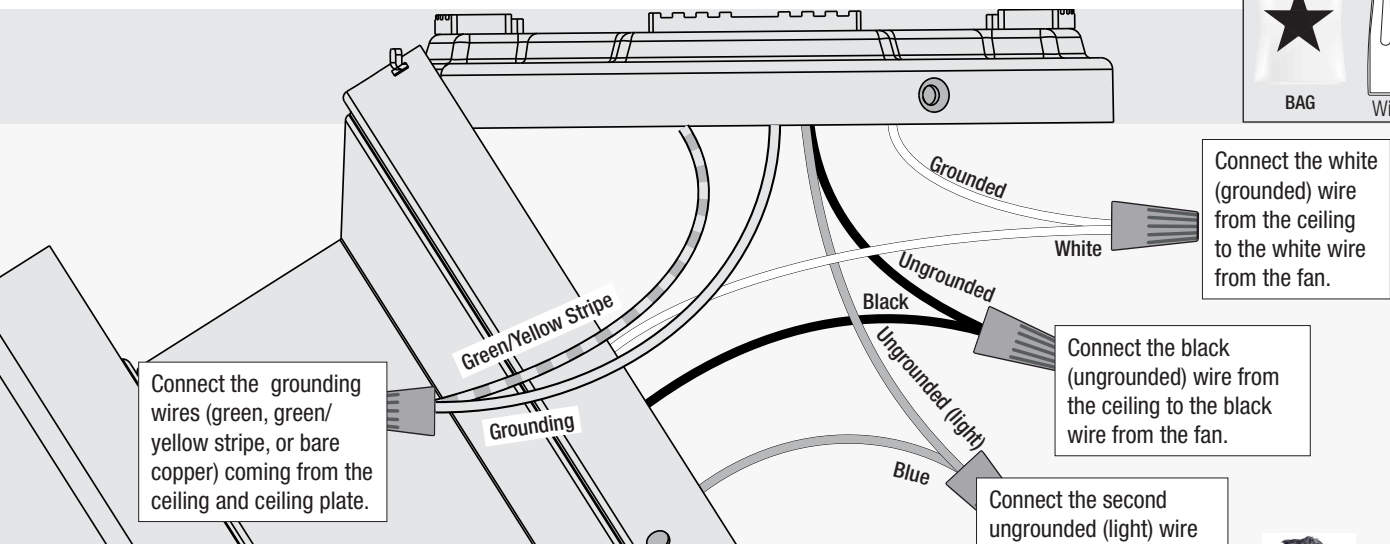 BAG
Connect the white
(grounded) wire
from the ceiling
to the white wire
from the fan.
Grounded
White
Ungrounded
Black
Connect the black
(ungrounded) wire from
the ceiling to the black
wire from the fan.
Green/Yellow Stripe
Grounding
Connect the grounding
wires (green, green/
yellow stripe, or bare
copper) coming from the
ceiling and ceiling plate.
Ungrounded (light)
Blue
Connect the second
ungrounded (light) wire